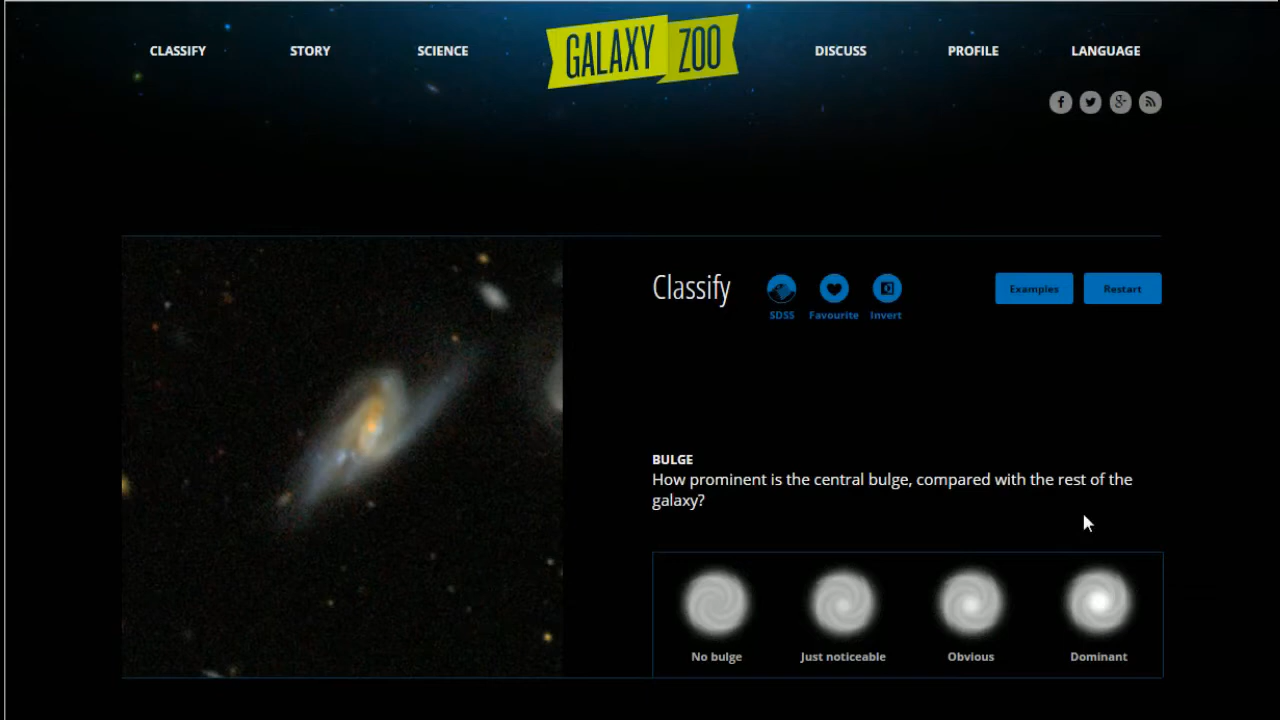 CLASSIFY
STORY
SCIENCE
GALAXY ZOO
DISCUSS
PROFILE
LANGUAGE
Classify
SDSS
Favourite
Invert
Examples
Restart
BULGE
How prominent is the central bulge, compared with the rest of the
galaxy?
No bulge
Just noticeable
Obvious
Dominant